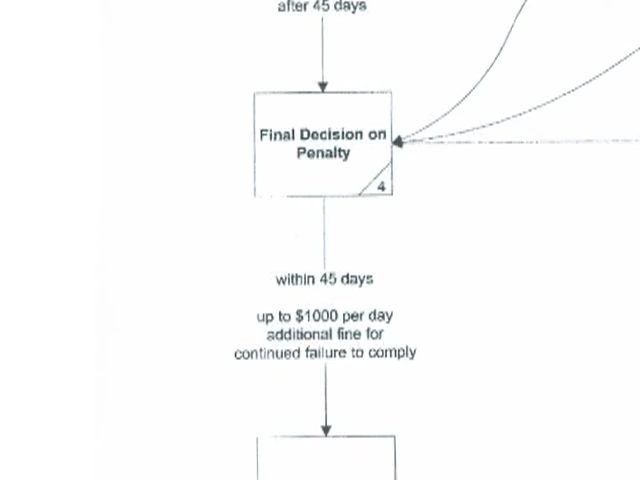 after 45 days
Final Decision on
Penalty
4
within 45 days
up to $1000 per day
additional fine for
continued failure to comply